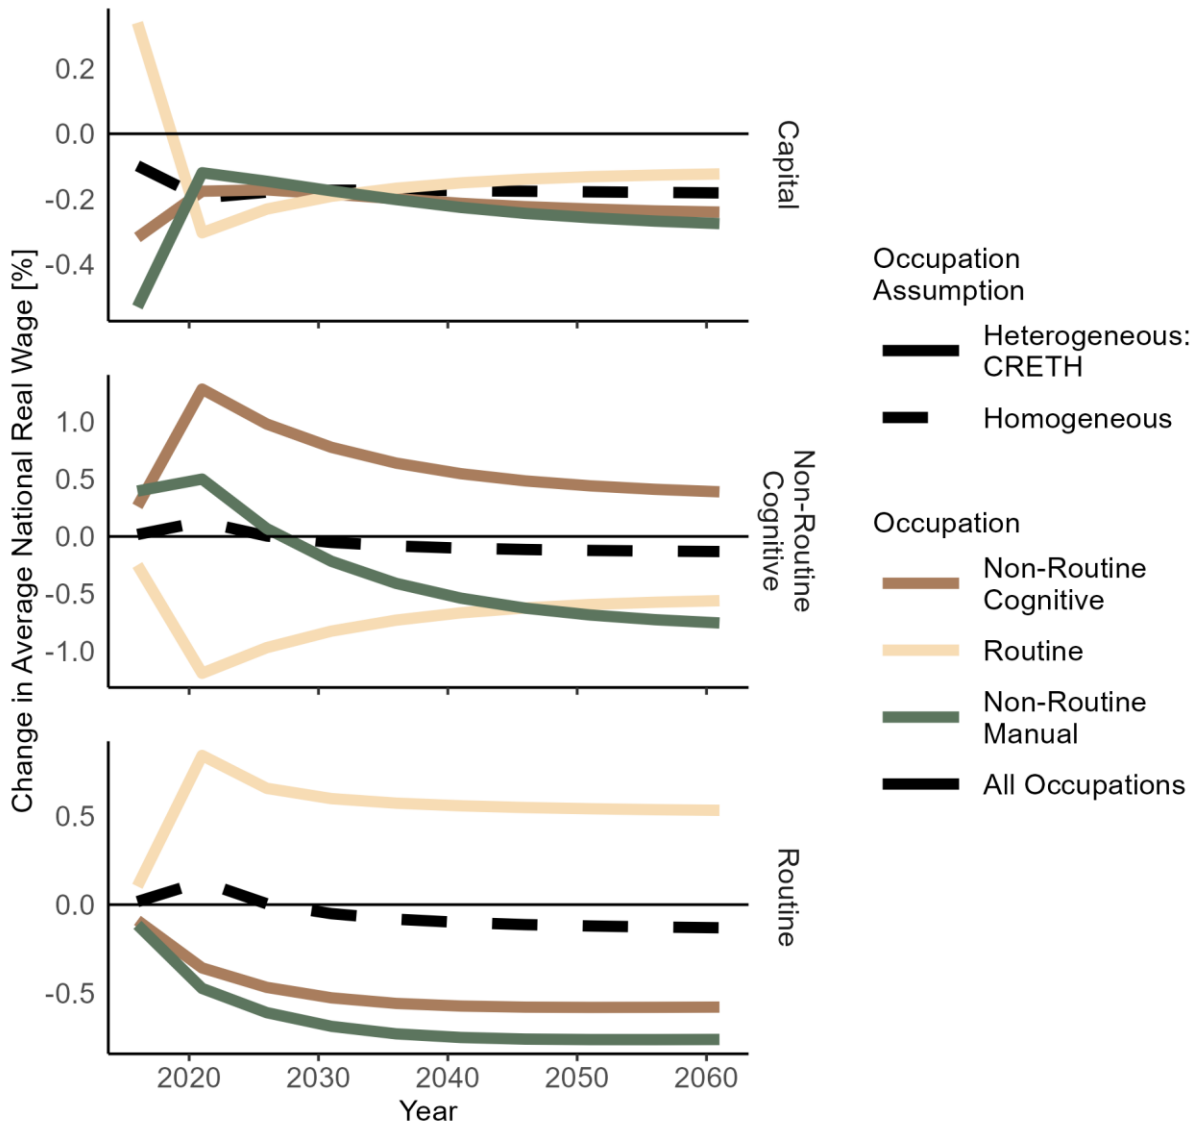 Change in Average National Real Wage [%]
0.2
0.0
-0.2
-0.4
Capital
1.0
0.5
0.0
-0.5
-1.0
Non-Routine
Cognitive
0.5
0.0
-0.5
Routine
2020
2030
2040
2050
2060
Year
Occupation
Assumption
Heterogeneous:
CRETH
Homogeneous
Occupation
Non-Routine
Cognitive
Routine
Non-Routine
Manual
All Occupations